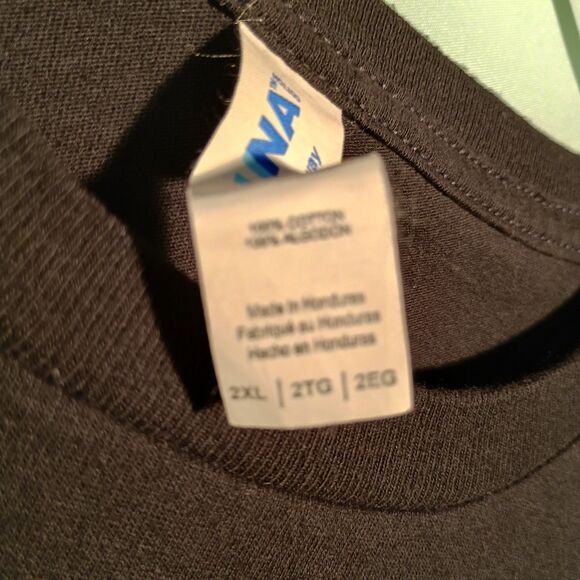 100% COTTON
100% ALGODON
Made in Honduras
Fabriqué au Honduras
Hecho en Honduras
2XL | 2TG | 2EG